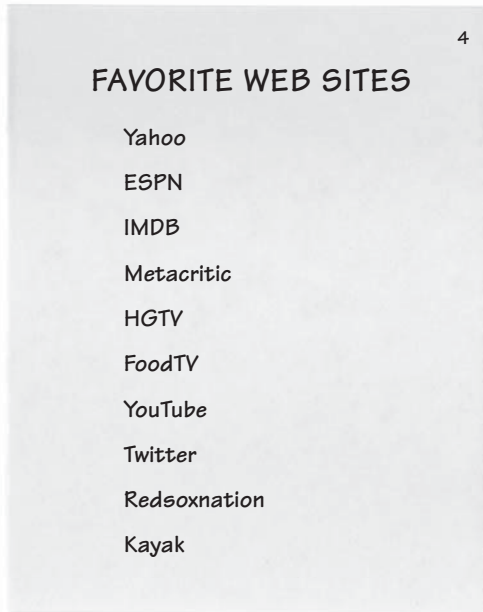 4
FAVORITE WEB SITES
Yahoo
ESPN
IMDB
Metacritic
HGTV
FoodTV
YouTube
Twitter
Redsoxnation
Kayak